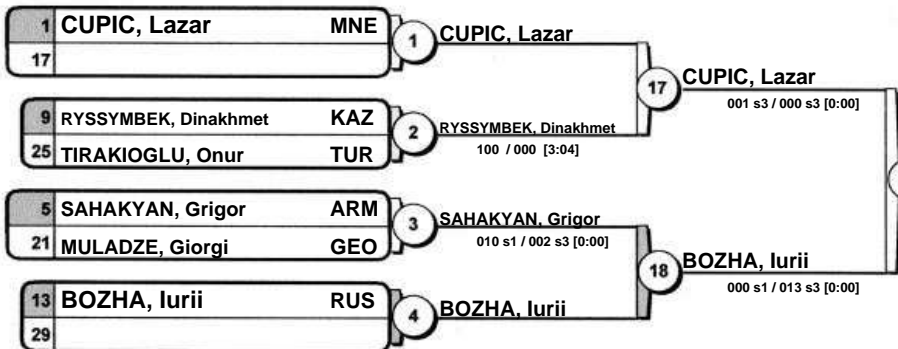 1 CUPIC, Lazar MNE
17
1 CUPIC, Lazar
9 RYSSYMBEK, Dinakhmet KAZ
25 TIRAKIOGLU, Onur TUR
2 RYSSYMBEK, Dinakhmet
100 / 000 [3:04]
17 CUPIC, Lazar
001 s3 / 000 s3 [0:00]
5 SAHAKYAN, Grigor ARM
21 MULADZE, Giorgi GEO
3 SAHAKYAN, Grigor
010 s1 / 002 s3 [0:00]
13 BOZHA, Iurii RUS
29
4 BOZHA, Iurii
18 BOZHA, Iurii
000 s1 / 013 s3 [0:00]